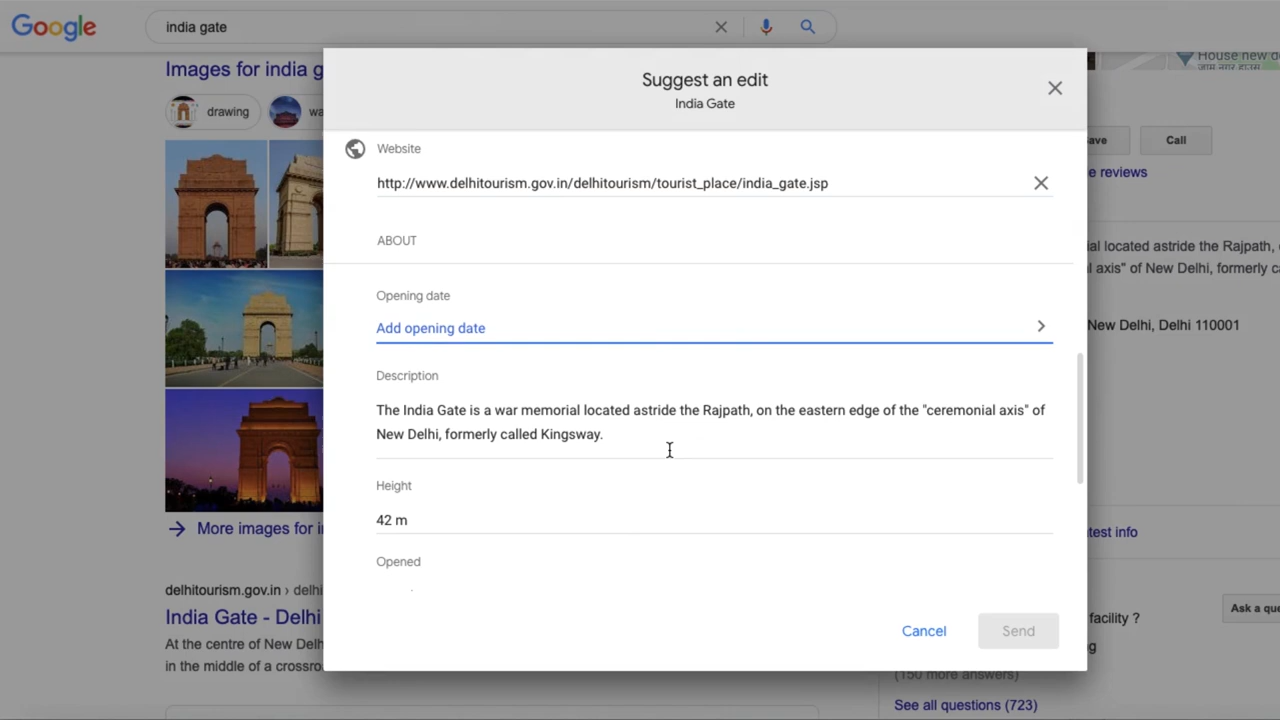 Google
india gate
Images for india g
drawing
wa
House new de
Suggest an edit
India Gate
Website
http://www.delhitourism.gov.in/delhitourism/tourist_place/india_gate.jsp
ABOUT
Opening date
Add opening date
Description
The India Gate is a war memorial located astride the Rajpath, on the eastern edge of the "ceremonial axis" of
New Delhi, formerly called Kingsway.
Height
42 m
Opened
Cancel
Send
ave
Call
e reviews
ial located astride the Rajpath,
l axis" of New Delhi, formerly c
New Delhi, Delhi 110001
test info
More images for i
delhitourism.gov.in › delhi
India Gate - Delhi
At the centre of New Delh
in the middle of a crossro
Ask a que
facility ?
g
(150 more answers)
See all questions (723)